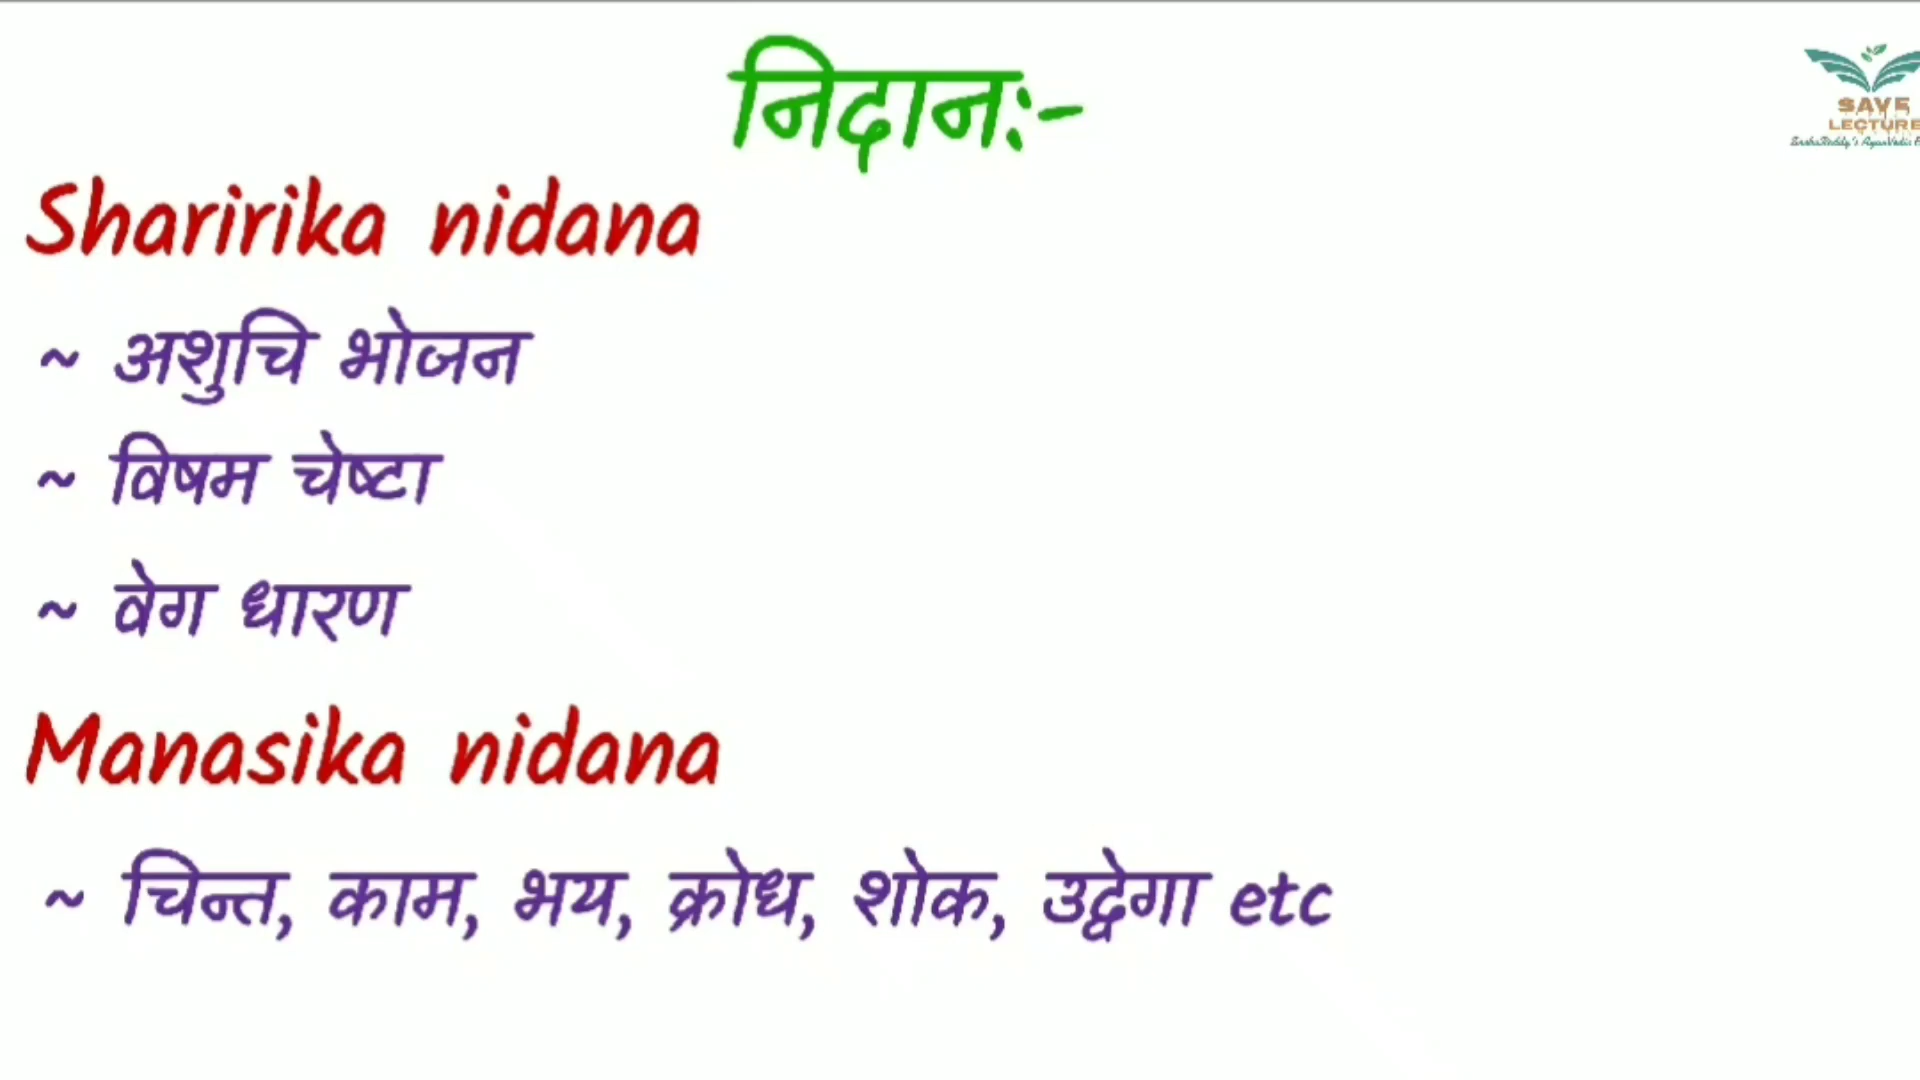 निदान:-
SAVE
LECTURE
Sharirika nidana
~ अशुचि भोजन
~ विषम चेष्टा
~ वेग धारण
Manasika nidana
~ चिन्त, काम, भय, क्रोध, शोक, उद्वेगा etc